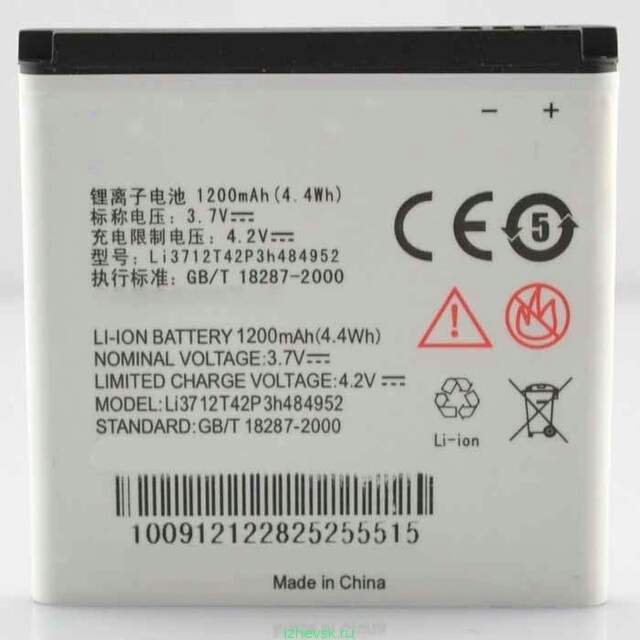 − +
锂离子电池 1200mAh(4.4Wh)
标称电压: 3.7V⎓
充电限制电压: 4.2V⎓
型号: Li3712T42P3h484952
执行标准: GB/T 18287-2000
CE 5
LI-ION BATTERY 1200mAh(4.4Wh)
NOMINAL VOLTAGE:3.7V⎓
LIMITED CHARGE VOLTAGE:4.2V⎓
MODEL:Li3712T42P3h484952
STANDARD:GB/T 18287-2000
!
Li-ion
100912122825255515
Made in China
izhevsk.ru